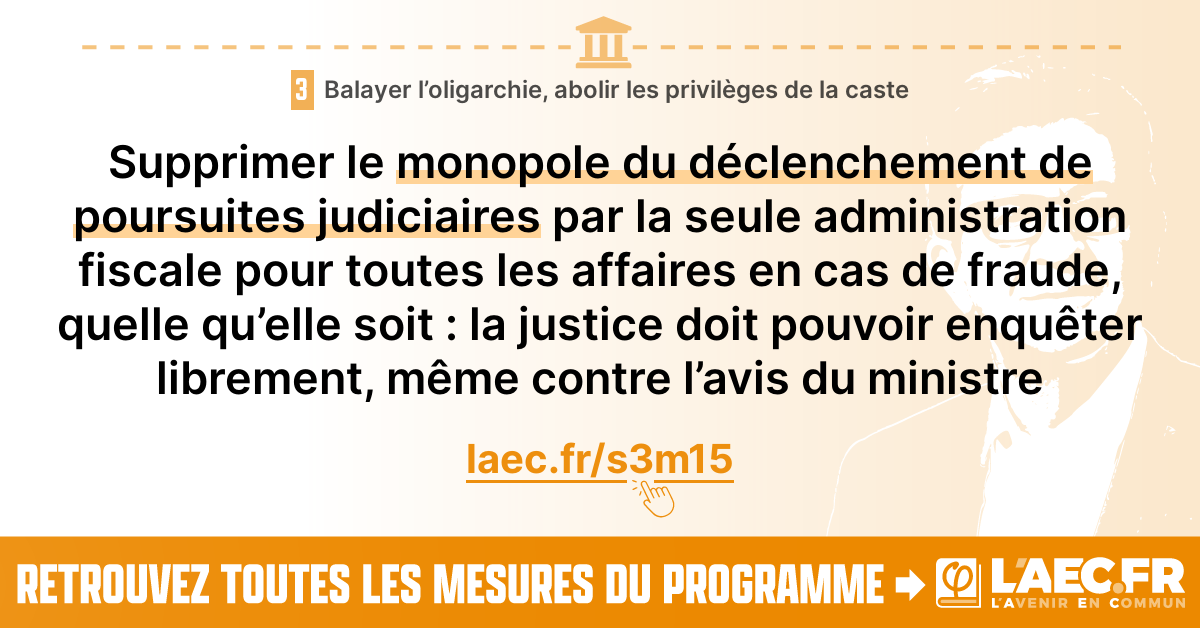 3 Balayer l’oligarchie, abolir les privilèges de la caste
Supprimer le monopole du déclenchement de
poursuites judiciaires par la seule administration
fiscale pour toutes les affaires en cas de fraude,
quelle qu’elle soit : la justice doit pouvoir enquêter
librement, même contre l’avis du ministre
laec.fr/s3m15
RETROUVEZ TOUTES LES MESURES DU PROGRAMME
φ L’AEC.FR
L’AVENIR EN COMMUN